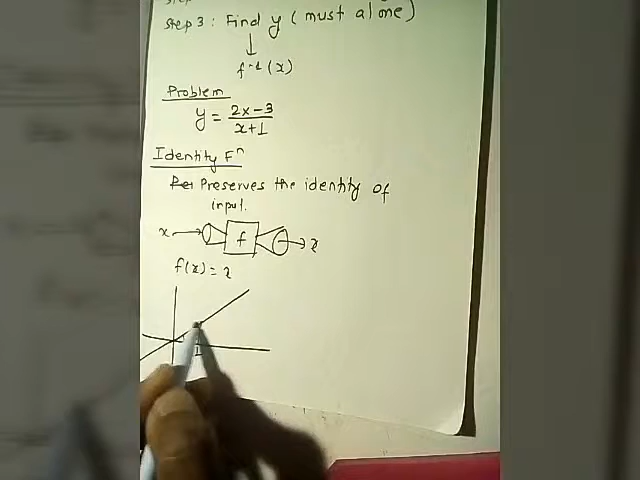 Step 3: Find y (must alone)
↓
f⁻¹(x)
Problem
y = 2x-3 / x+1
Identity Fⁿ
Preserves the identity of
input.
x → f → x
f(x) = x
1